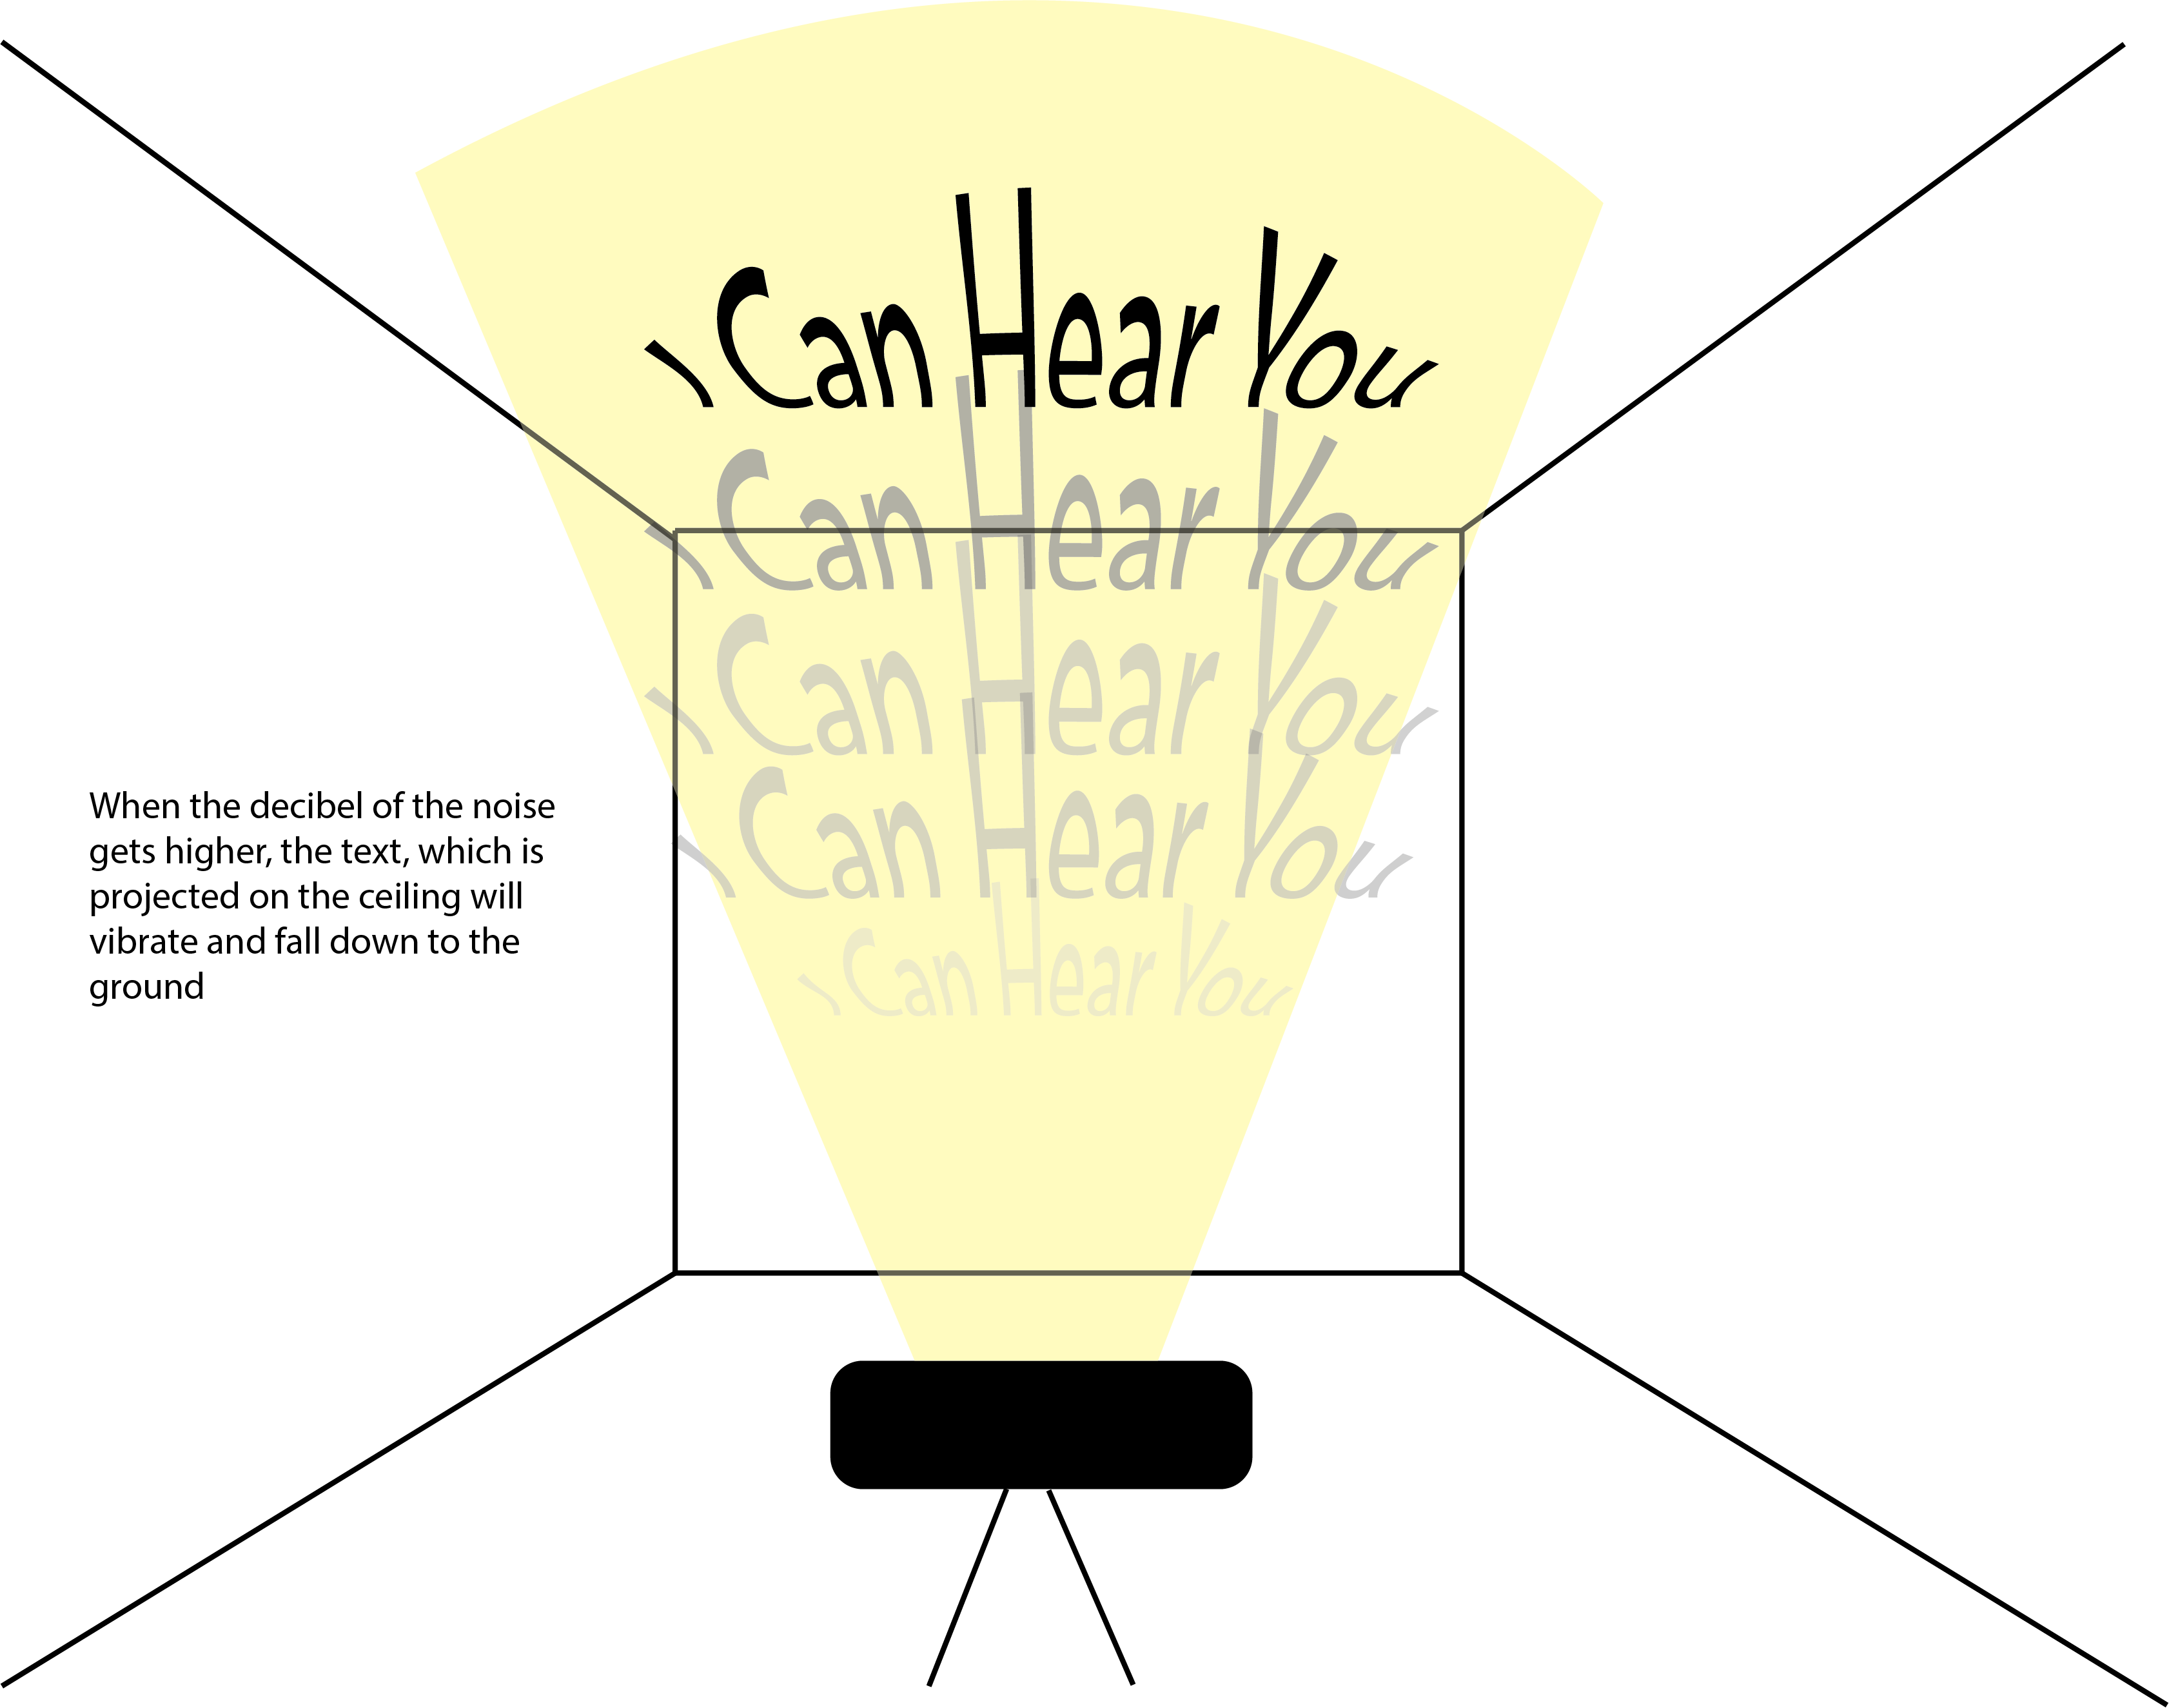 I Can Hear You
I Can Hear You
I Can Hear You
I Can Hear You
I Can Hear You
When the decibel of the noise
gets higher, the text, which is
projected on the ceiling will
vibrate and fall down to the
ground